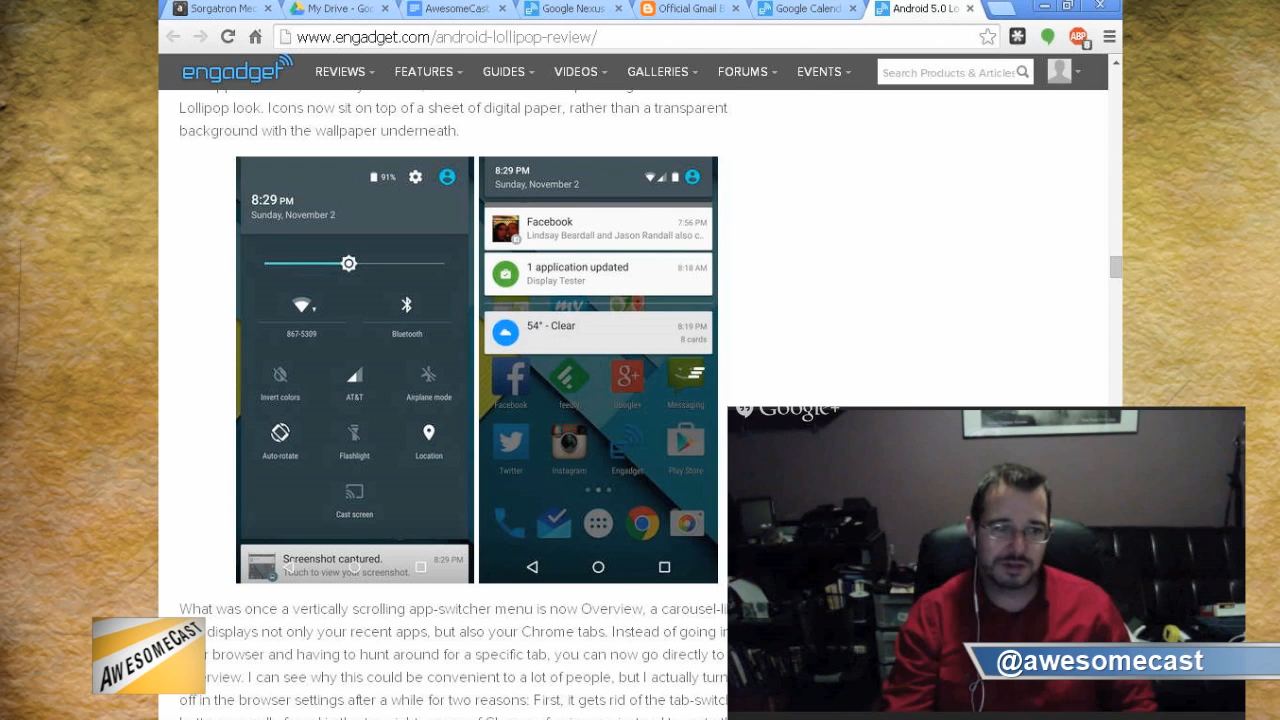 Sorgatron Med
My Drive - Goo
AwesomeCast
Google Nexus
Official Gmail B
Google Calend
Android 5.0 Lo
www.engadget.com/android-lollipop-review/
ABP
8
engadget
REVIEWS
FEATURES
GUIDES
VIDEOS
GALLERIES
FORUMS
EVENTS
Search Products & Articles
Lollipop look. Icons now sit on top of a sheet of digital paper, rather than a transparent
background with the wallpaper underneath.
91%
8:29 PM
Sunday, November 2
867-5309
Bluetooth
Invert colors
AT&T
Airplane mode
Auto-rotate
Flashlight
Location
Cast screen
Screenshot captured.
8:29 PM
Touch to view your screenshot.
8:29 PM
Sunday, November 2
Facebook
7:56 PM
Lindsay Beardall and Jason Randall also c..
1 application updated
8:18 AM
Display Tester
54° - Clear
8:19 PM
8 cards
Facebook
feedly
Google+
Messaging
Twitter
Instagram
Engadget
Play Store
Google+
What was once a vertically scrolling app-switcher menu is now Overview, a carousel-li
displays not only your recent apps, but also your Chrome tabs. Instead of going in
r browser and having to hunt around for a specific tab, you can now go directly to
rview. I can see why this could be convenient to a lot of people, but I actually turn
off in the browser settings after a while for two reasons: First, it gets rid of the tab-switc
AWESOMECAST
@awesomecast